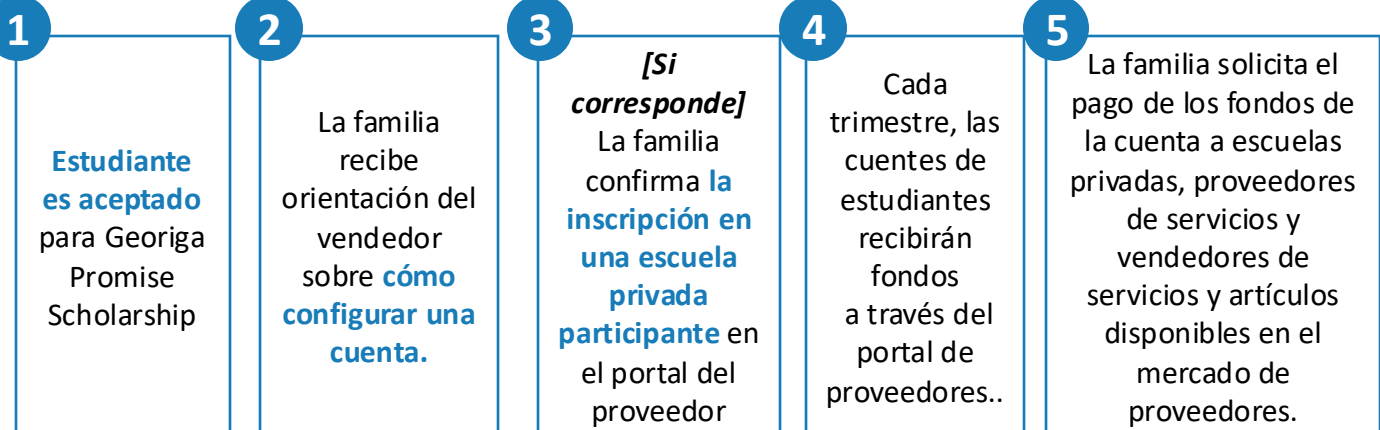 1
Estudiante
es aceptado
para Georiga
Promise
Scholarship
2
La familia
recibe
orientación del
vendedor
sobre cómo
configurar una
cuenta.
3
[Si
corresponde]
La familia
confirma la
inscripción en
una escuela
privada
participante en
el portal del
proveedor
4
Cada
trimestre, las
cuentes de
estudiantes
recibirán
fondos
a través del
portal de
proveedores..
5
La familia solicita el
pago de los fondos de
la cuenta a escuelas
privadas, proveedores
de servicios y
vendedores de
servicios y artículos
disponibles en el
mercado de
proveedores.